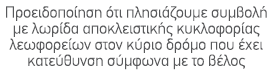 Προειδοποίηση ότι πλησιάζουμε συμβολή
με λωρίδα αποκλειστικής κυκλοφορίας
λεωφορείων στον κύριο δρόμο που έχει
κατεύθυνση σύμφωνα με το βέλος